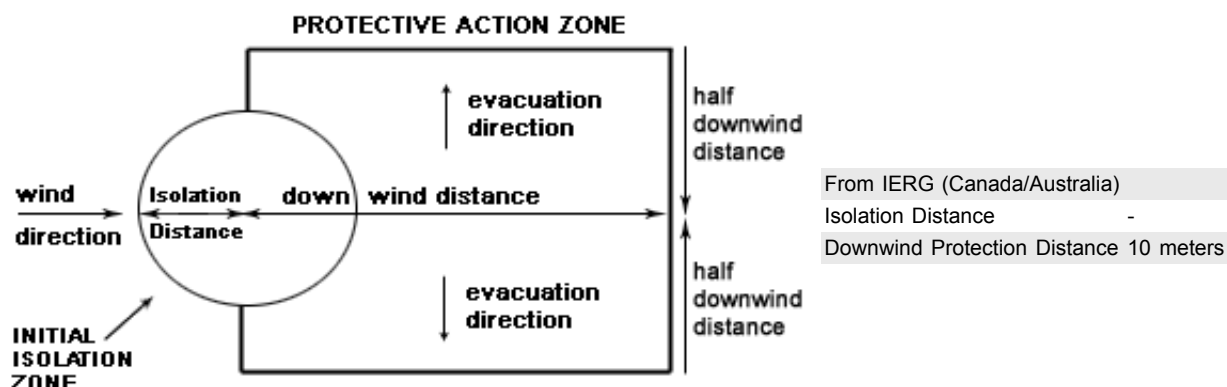 PROTECTIVE ACTION ZONE
evacuation
direction
half
downwind
distance
wind
direction
Isolation
Distance
down wind distance
evacuation
direction
half
downwind
distance
INITIAL
ISOLATION
ZONE
From IERG (Canada/Australia)
Isolation Distance -
Downwind Protection Distance 10 meters